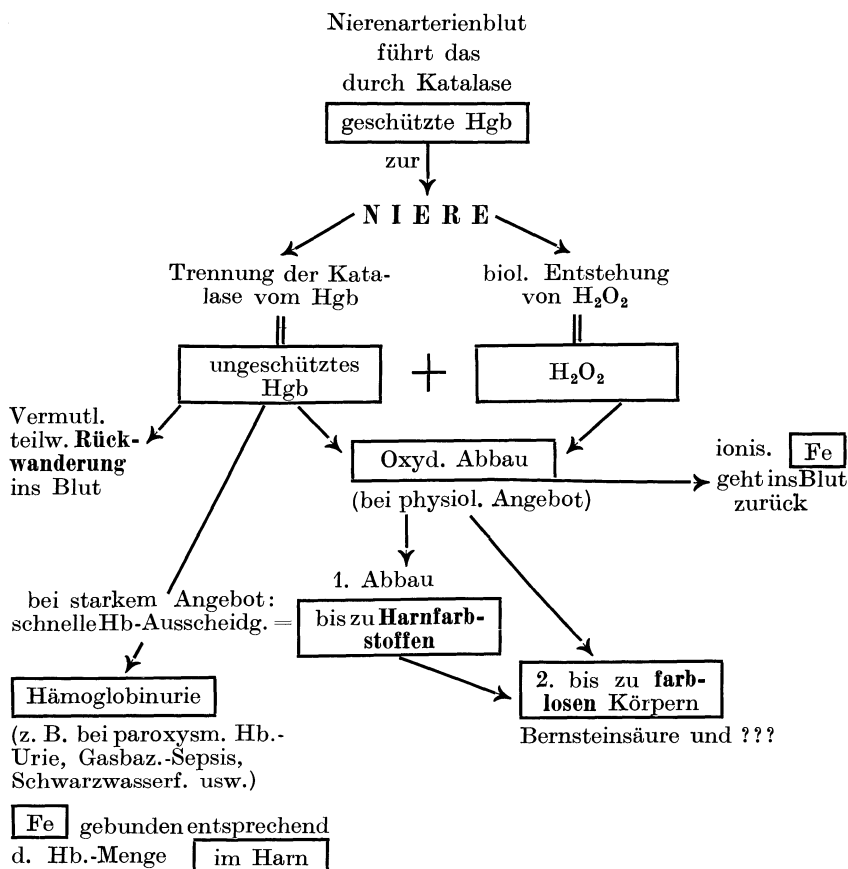 Nierenarterienblut
führt das
durch Katalase
geschützte Hgb
zur
NIERE
Trennung der Kata-
lase vom Hgb
biol. Entstehung
von H₂O₂
ungeschütztes
Hgb
+
H₂O₂
Vermutl.
teilw. Rück-
wanderung
ins Blut
Oxyd. Abbau
(bei physiol. Angebot)
ionis. Fe
geht ins Blut
zurück
1. Abbau
bis zu Harnfarb-
stoffen
bei starkem Angebot:
schnelle Hb-Ausscheidg. =
Hämoglobinurie
(z. B. bei paroxysm. Hb.-
Urie, Gasbaz.-Sepsis,
Schwarzwasserf. usw.)
2. bis zu farb-
losen Körpern
Bernsteinsäure und ???
Fe gebunden entsprechend
d. Hb.-Menge im Harn